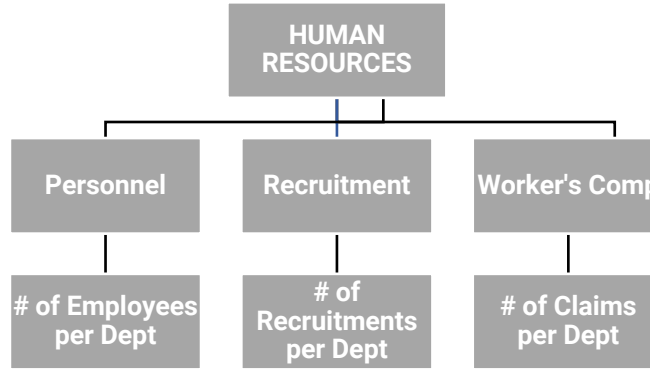 HUMAN
RESOURCES
Personnel
Recruitment
Worker's Comp
# of Employees
per Dept
# of
Recruitments
per Dept
# of Claims
per Dept